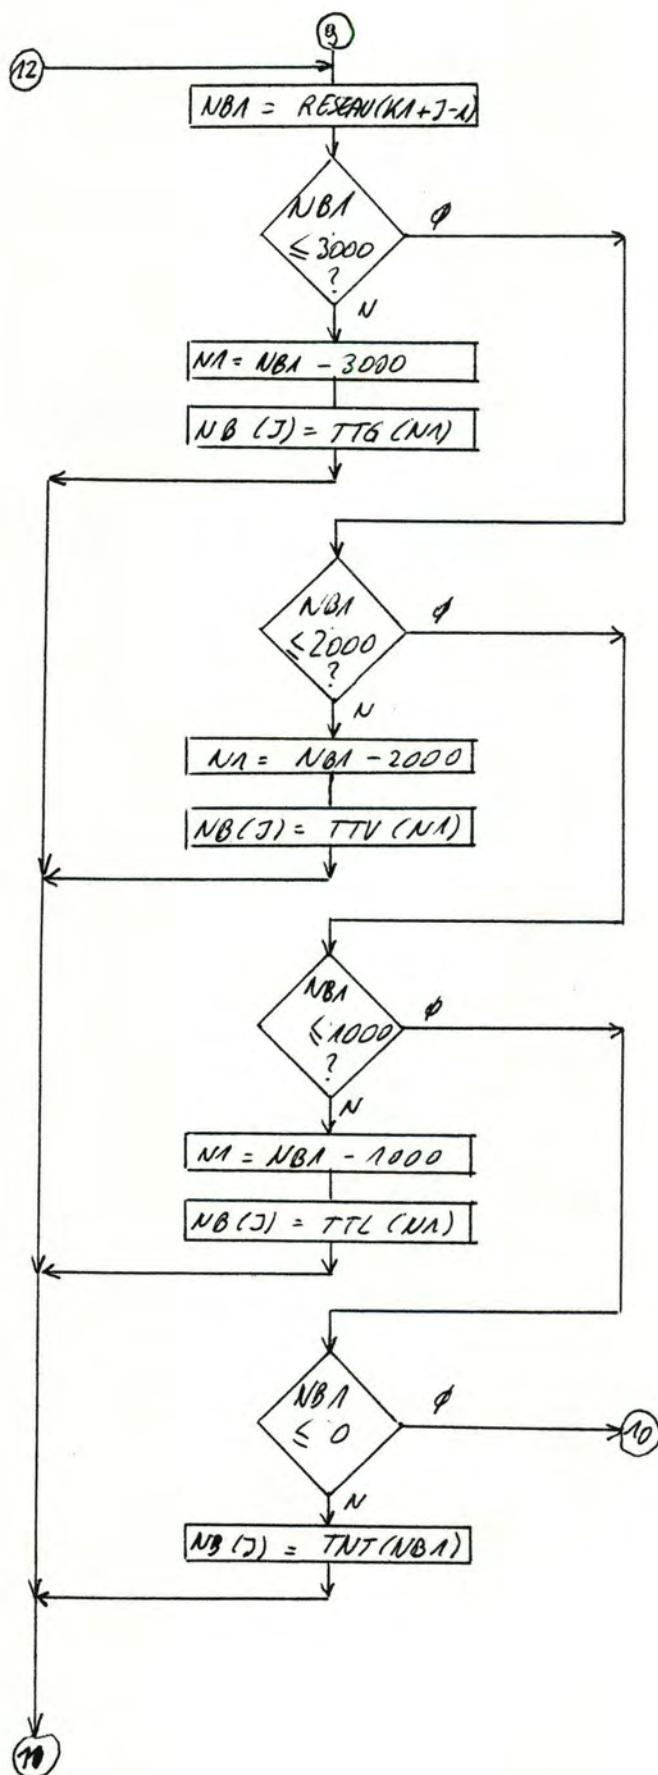 9
12
NB1 = RESEAU(K1+J-1)
NB1
≤3000
?
Ø
N
N1 = NB1 - 3000
NB (J) = TTG (N1)
NB1
≤2000
?
Ø
N
N1 = NB1 - 2000
NB(J) = TTV (N1)
NB1
≤1000
?
Ø
N
N1 = NB1 - 1000
NB (J) = TTL (N1)
NB1
≤ 0
Ø
10
N
NB (J) = TNT (NB1)